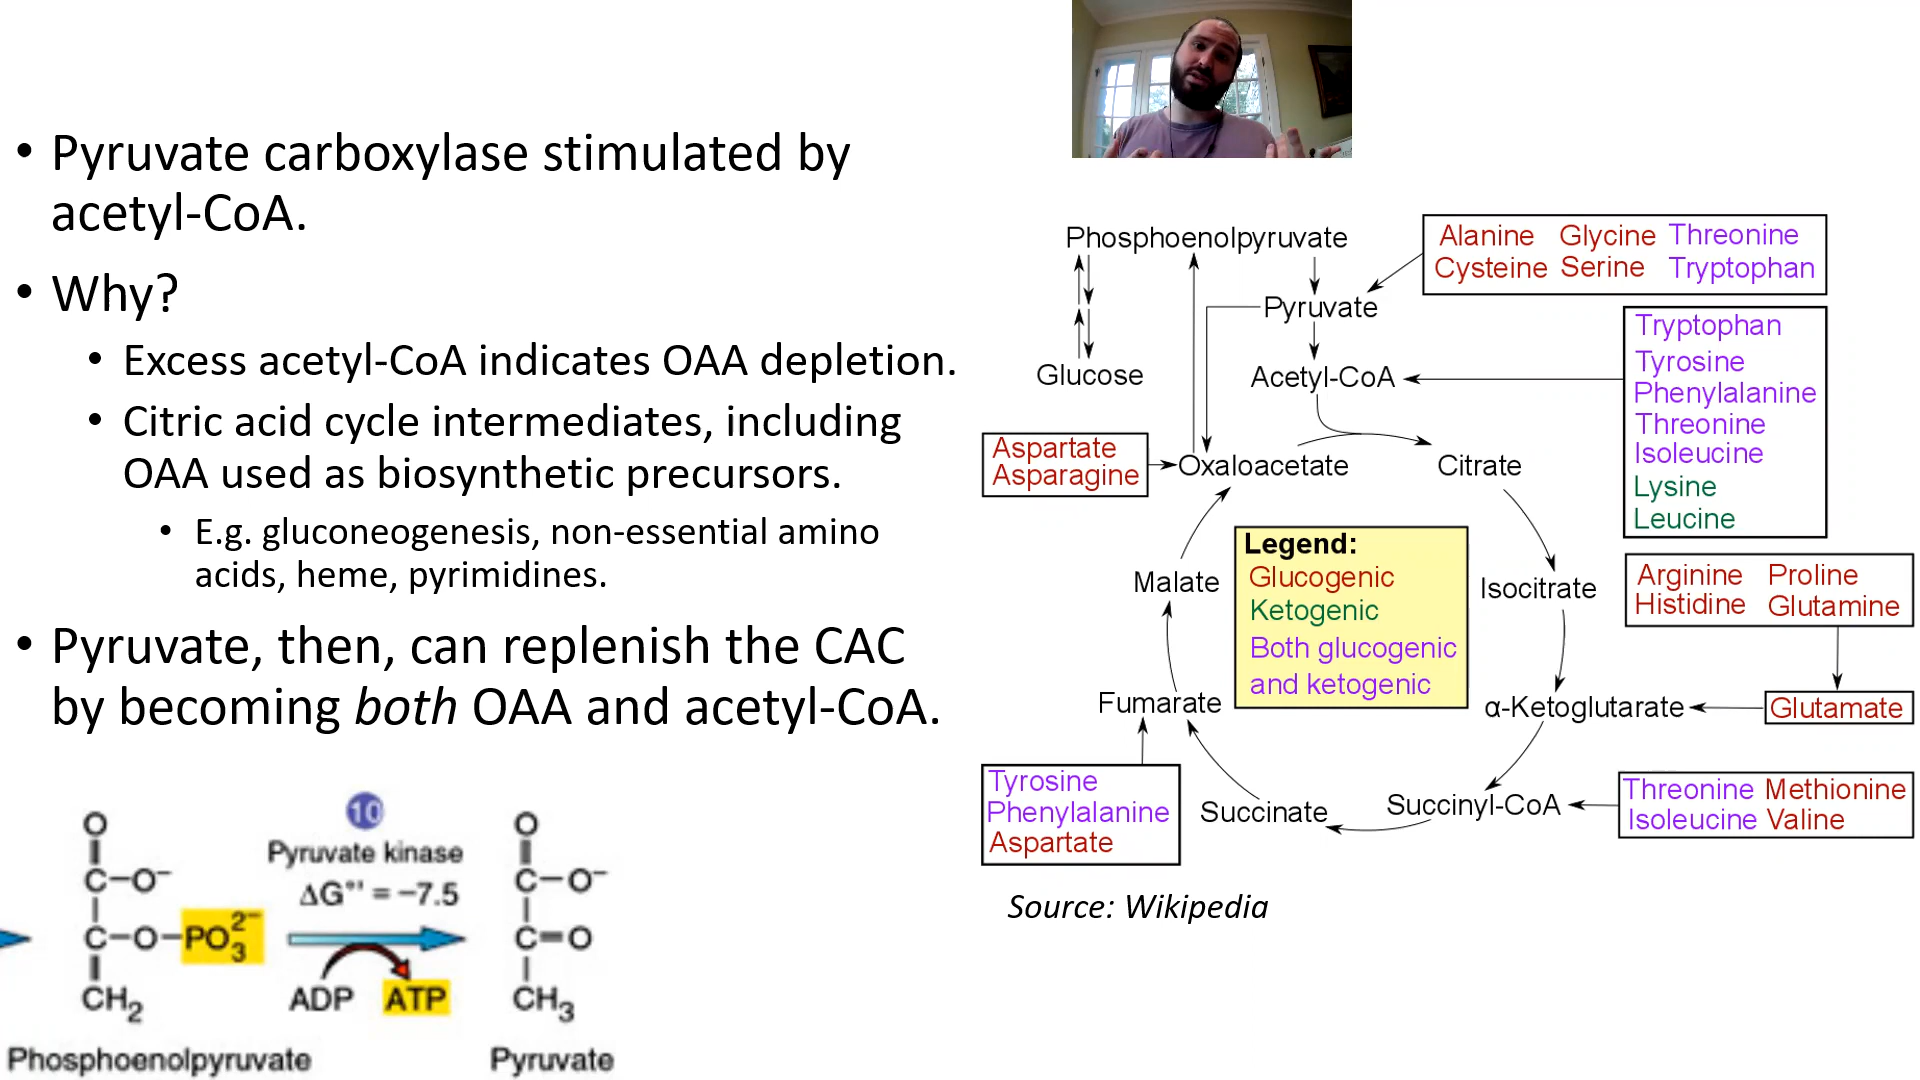 • Pyruvate carboxylase stimulated by
acetyl-CoA.
• Why?
• Excess acetyl-CoA indicates OAA depletion.
• Citric acid cycle intermediates, including
OAA used as biosynthetic precursors.
• E.g. gluconeogenesis, non-essential amino
acids, heme, pyrimidines.
• Pyruvate, then, can replenish the CAC
by becoming both OAA and acetyl-CoA.
O
C–O⁻
C–O–PO₃²⁻
CH₂
Phosphoenolpyruvate
10
Pyruvate kinase
ΔG°' = –7.5
ADP ATP
O
C–O⁻
C=O
CH₃
Pyruvate
Phosphoenolpyruvate
Pyruvate
Glucose
Acetyl-CoA
Oxaloacetate
Citrate
Isocitrate
α-Ketoglutarate
Succinyl-CoA
Succinate
Fumarate
Malate
Alanine Glycine Threonine
Cysteine Serine Tryptophan
Tryptophan
Tyrosine
Phenylalanine
Threonine
Isoleucine
Lysine
Leucine
Aspartate
Asparagine
Legend:
Glucogenic
Ketogenic
Both glucogenic
and ketogenic
Arginine Proline
Histidine Glutamine
Glutamate
Threonine Methionine
Isoleucine Valine
Tyrosine
Phenylalanine
Aspartate
Source: Wikipedia